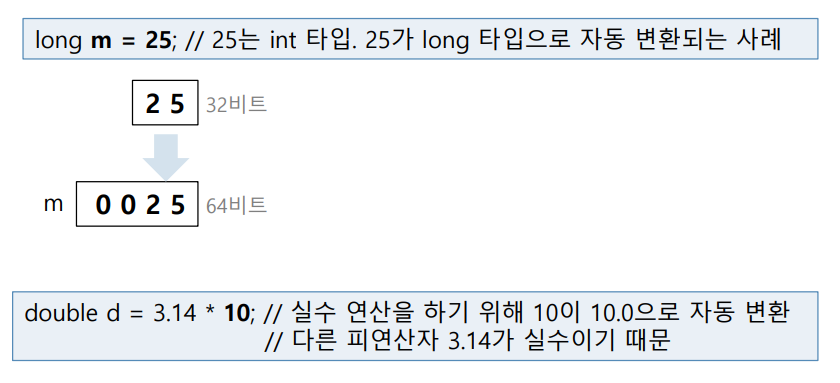 long m = 25; // 25는 int 타입. 25가 long 타입으로 자동 변환되는 사례
2 5 32비트
m 0 0 2 5 64비트
double d = 3.14 * 10; // 실수 연산을 하기 위해 10이 10.0으로 자동 변환
// 다른 피연산자 3.14가 실수이기 때문